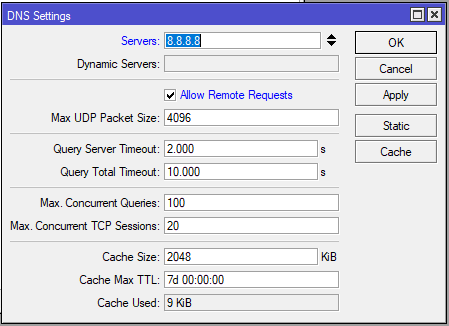 DNS Settings
Servers: 8.8.8.8
OK
Dynamic Servers:
Cancel
Allow Remote Requests
Apply
Max UDP Packet Size: 4096
Static
Query Server Timeout: 2.000 s
Cache
Query Total Timeout: 10.000 s
Max. Concurrent Queries: 100
Max. Concurrent TCP Sessions: 20
Cache Size: 2048 KiB
Cache Max TTL: 7d 00:00:00
Cache Used: 9 KiB